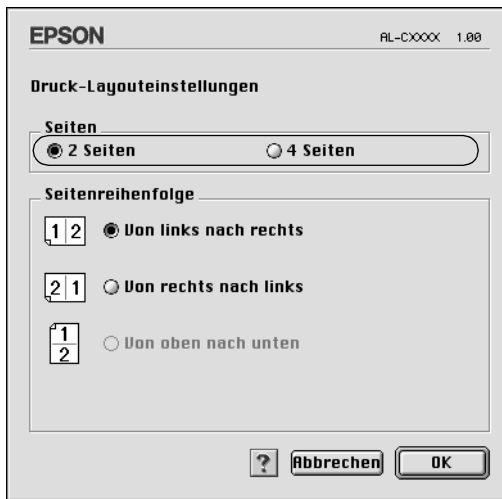 EPSON AL-CXXXX 1.00
Druck-Layouteinstellungen
Seiten
2 Seiten 4 Seiten
Seitenreihenfolge
1 2 Von links nach rechts
2 1 Von rechts nach links
1
2
Von oben nach unten
? Abbrechen OK